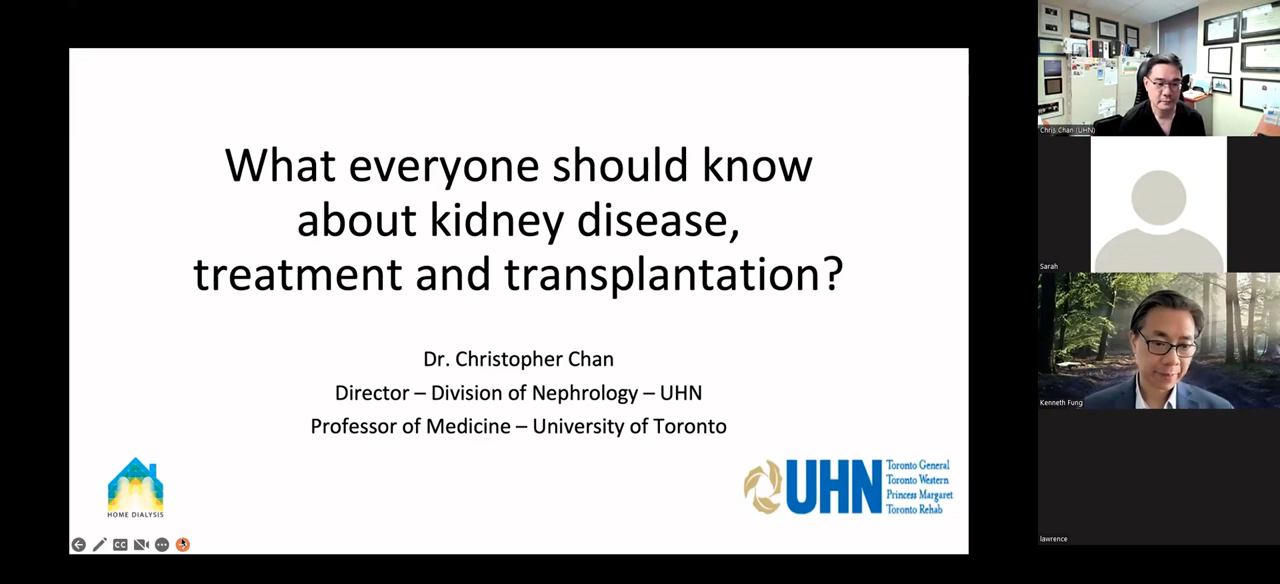 What everyone should know
about kidney disease,
treatment and transplantation?
Dr. Christopher Chan
Director – Division of Nephrology – UHN
Professor of Medicine – University of Toronto
HOME DIALYSIS
UHN
Toronto General
Toronto Western
Princess Margaret
Toronto Rehab
CC
Chris Chan (UHN)
Sarah
Kenneth Fung
lawrence